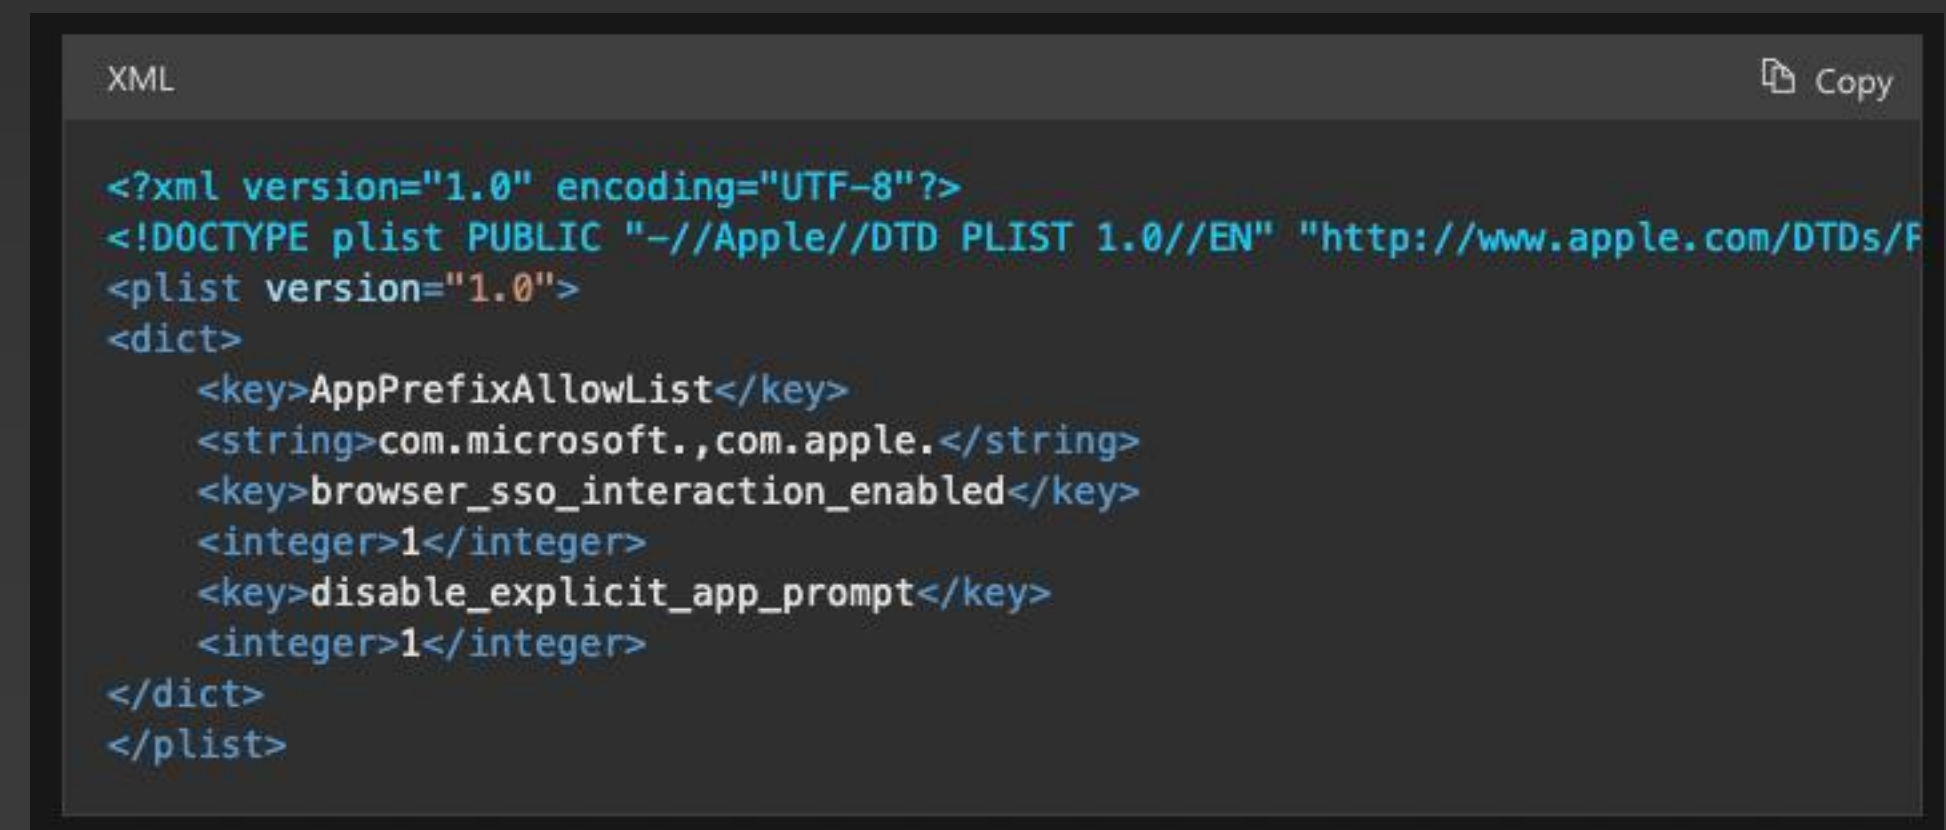 XML
Copy
<?xml version="1.0" encoding="UTF-8"?>
<!DOCTYPE plist PUBLIC "-//Apple//DTD PLIST 1.0//EN" "http://www.apple.com/DTDs/
<plist version="1.0">
<dict>
    <key>AppPrefixAllowList</key>
    <string>com.microsoft.,com.apple.</string>
    <key>browser_sso_interaction_enabled</key>
    <integer>1</integer>
    <key>disable_explicit_app_prompt</key>
    <integer>1</integer>
</dict>
</plist>